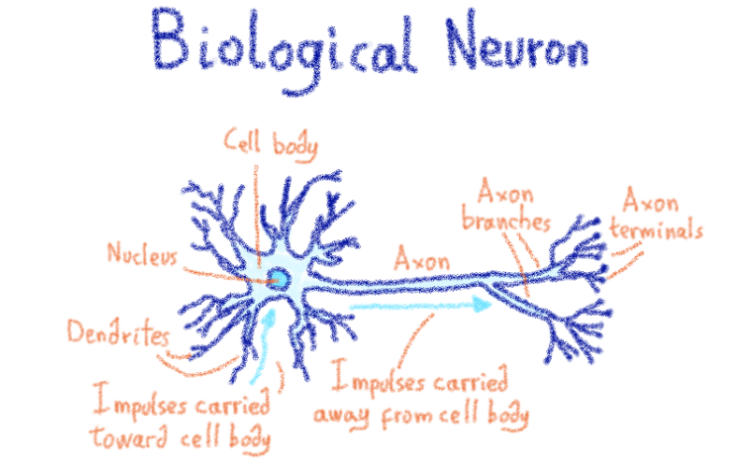 Biological Neuron
Cell body
Axon
branches
Axon
terminals
Nucleus
Axon
Dendrites
Impulses carried
toward cell body
Impulses carried
away from cell body